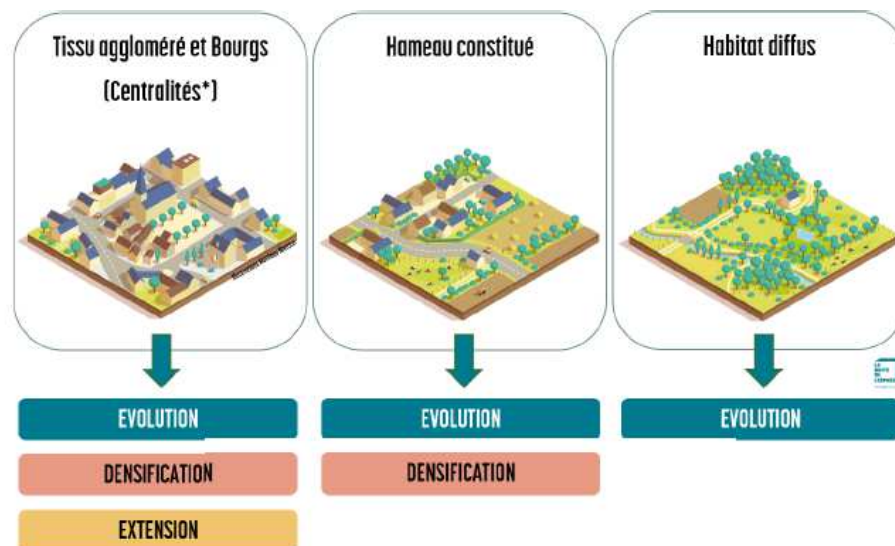 Tissu aggloméré et Bourgs
(Centralités*)
Hameau constitué
Habitat diffus
EVOLUTION
EVOLUTION
EVOLUTION
DENSIFICATION
DENSIFICATION
EXTENSION